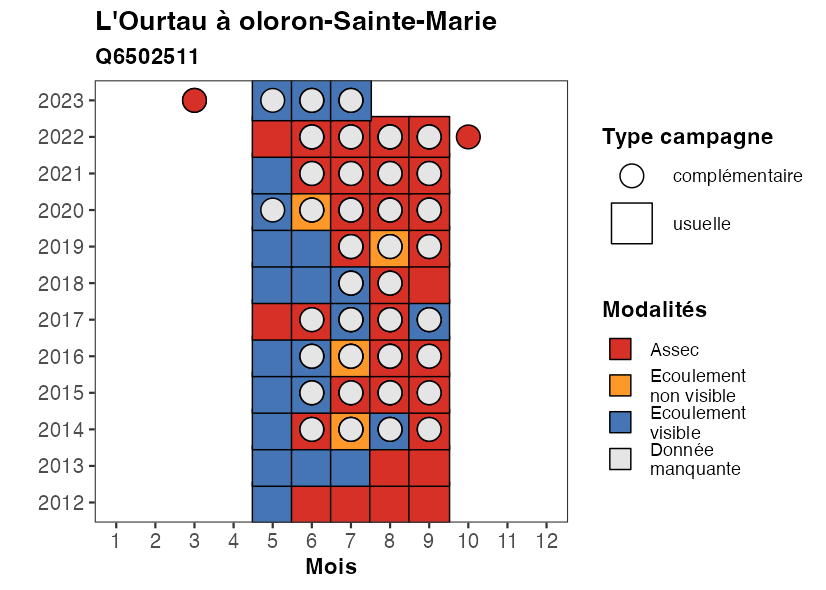 L'Ourtau à oloron-Sainte-Marie
Q6502511
2023
2022
2021
2020
2019
2018
2017
2016
2015
2014
2013
2012
1 2 3 4 5 6 7 8 9 10 11 12
Mois
Type campagne
complémentaire
usuelle
Modalités
Assec
Ecoulement
non visible
Ecoulement
visible
Donnée
manquante